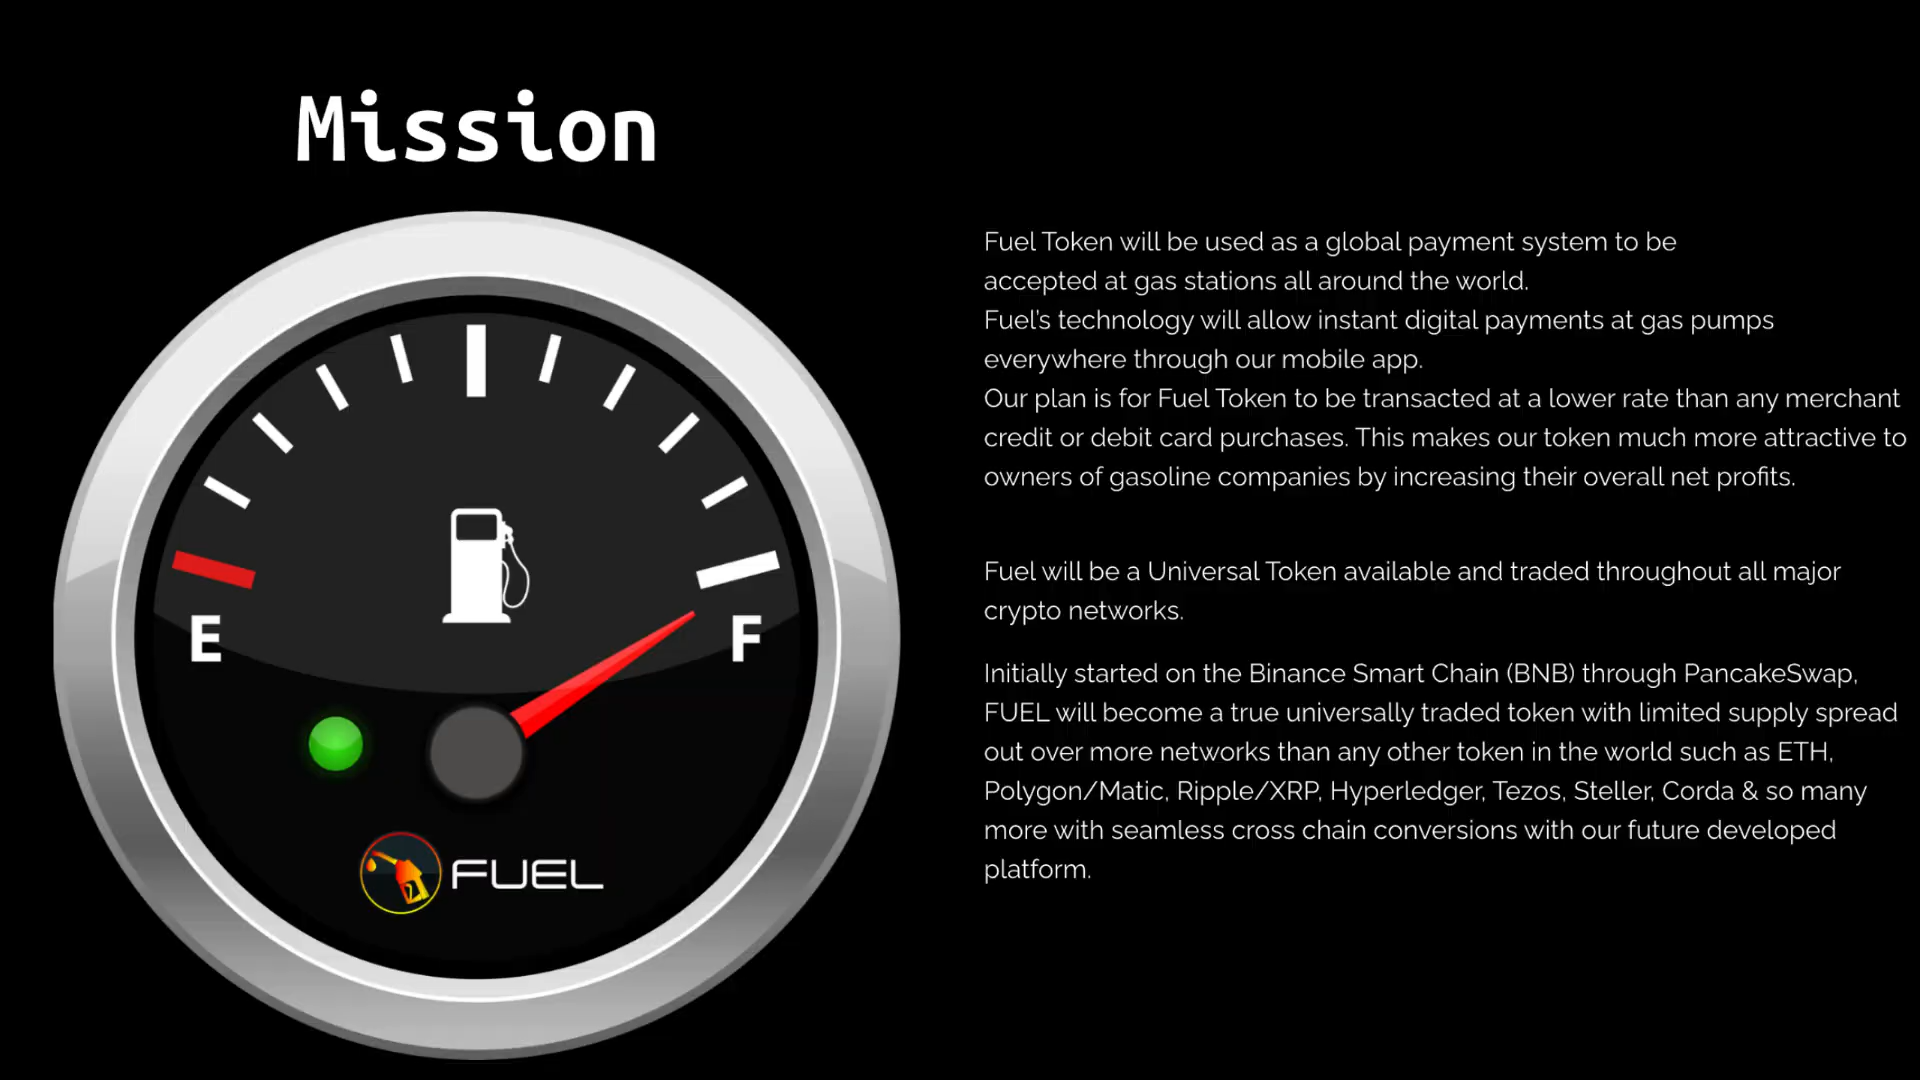 Mission
Fuel Token will be used as a global payment system to be
accepted at gas stations all around the world.
Fuel's technology will allow instant digital payments at gas pumps
everywhere through our mobile app.
Our plan is for Fuel Token to be transacted at a lower rate than any merchant
credit or debit card purchases. This makes our token much more attractive to
owners of gasoline companies by increasing their overall net profits.
Fuel will be a Universal Token available and traded throughout all major
crypto networks.
Initially started on the Binance Smart Chain (BNB) through PancakeSwap,
FUEL will become a true universally traded token with limited supply spread
out over more networks than any other token in the world such as ETH,
Polygon/Matic, Ripple/XRP, Hyperledger, Tezos, Steller, Corda & so many
more with seamless cross chain conversions with our future developed
platform.
E
F
FUEL